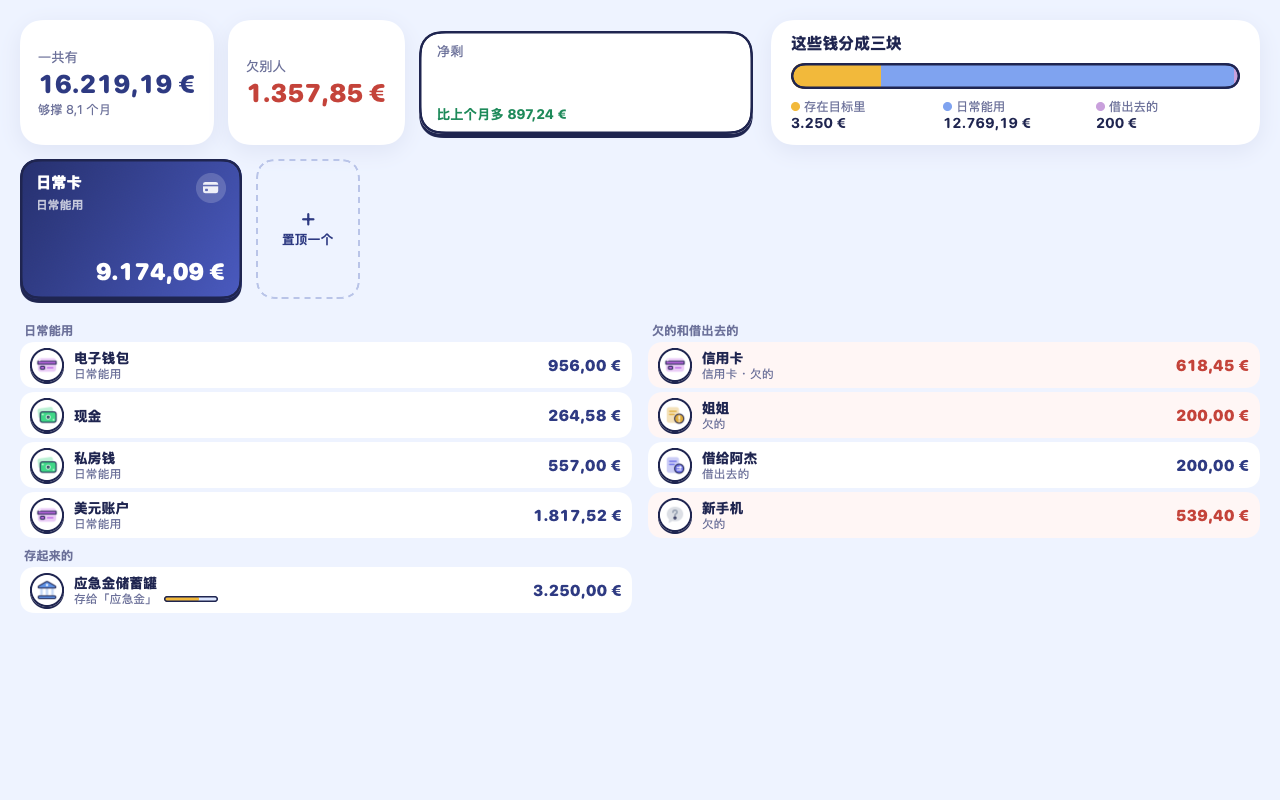 一共有
16.219,19 €
够撑 8,1 个月
欠别人
1.357,85 €
净剩
比上个月多 897,24 €
这些钱分成三块
存在目标里
3.250 €
日常能用
12.769,19 €
借出去的
200 €
日常卡
日常能用
9.174,09 €
+
置顶一个
日常能用
电子钱包
日常能用
956,00 €
现金
264,58 €
私房钱
日常能用
557,00 €
美元账户
日常能用
1.817,52 €
存起来的
应急金储蓄罐
存给「应急金」
3.250,00 €
欠的和借出去的
信用卡
信用卡 · 欠的
618,45 €
姐姐
欠的
200,00 €
借给阿杰
借出去的
200,00 €
新手机
欠的
539,40 €